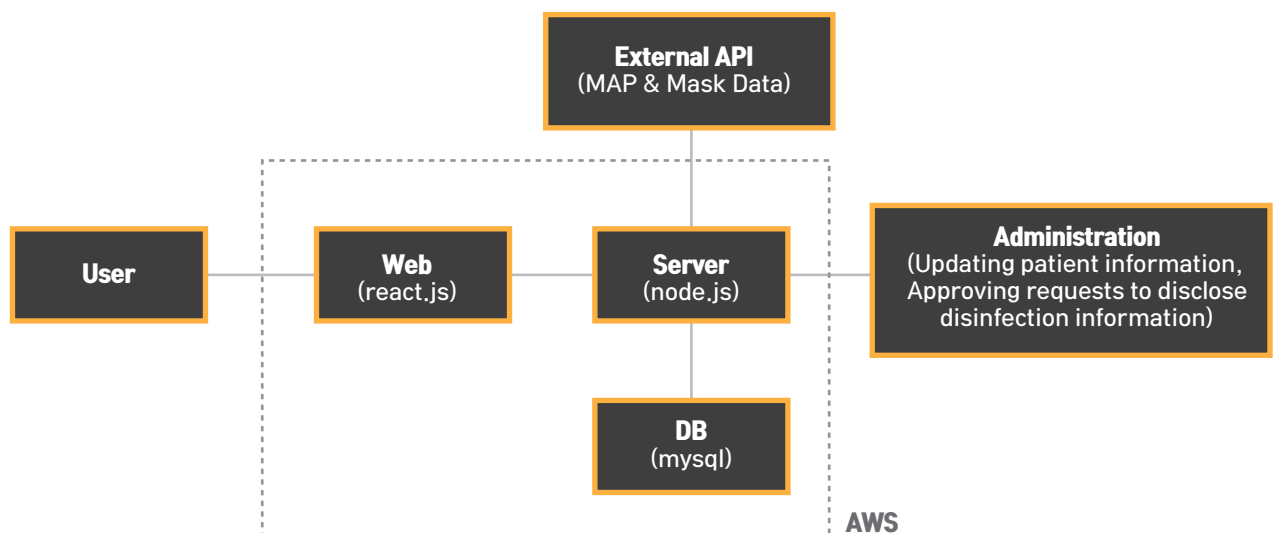 External API
(MAP & Mask Data)
User
Web
(react.js)
Server
(node.js)
Administration
(Updating patient information,
Approving requests to disclose
disinfection information)
DB
(mysql)
AWS